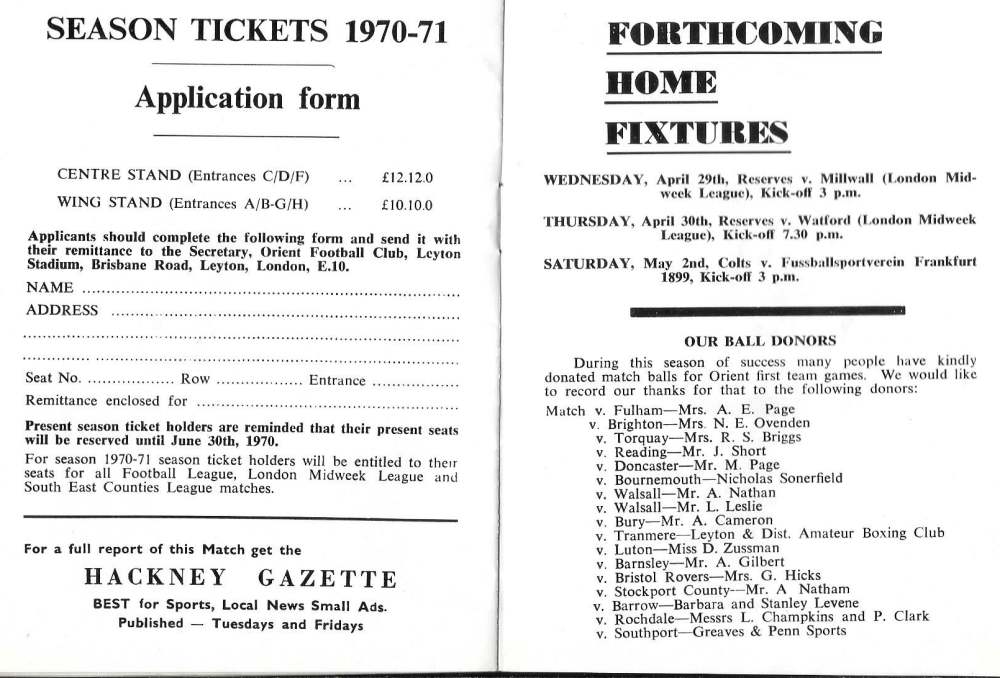 SEASON TICKETS 1970-71
Application form
CENTRE STAND (Entrances C/D/F) ... £12.12.0
WING STAND (Entrances A/B-G/H) ... £10.10.0
Applicants should complete the following form and send it with
their remittance to the Secretary, Orient Football Club, Leyton
Stadium, Brisbane Road, Leyton, London, E.10.
NAME ................................................................
ADDRESS ................................................................
................................................................
................................................................
Seat No. .................. Row .................. Entrance ..................
Remittance enclosed for ................................................................
Present season ticket holders are reminded that their present seats
will be reserved until June 30th, 1970.
For season 1970-71 season ticket holders will be entitled to their
seats for all Football League, London Midweek League and
South East Counties League matches.
For a full report of this Match get the
HACKNEY GAZETTE
BEST for Sports, Local News Small Ads.
Published — Tuesdays and Fridays
FORTHCOMING
HOME
FIXTURES
WEDNESDAY, April 29th, Reserves v. Millwall (London Mid-
week League), Kick-off 3 p.m.
THURSDAY, April 30th, Reserves v. Watford (London Midweek
League), Kick-off 7.30 p.m.
SATURDAY, May 2nd, Colts v. Fussballsportverein Frankfurt
1899, Kick-off 3 p.m.
OUR BALL DONORS
During this season of success many people have kindly
donated match balls for Orient first team games. We would like
to record our thanks for that to the following donors:
Match v. Fulham—Mrs. A. E. Page
v. Brighton—Mrs. N. E. Ovenden
v. Torquay—Mrs. R. S. Briggs
v. Reading—Mr. J. Short
v. Doncaster—Mr. M. Page
v. Bournemouth—Nicholas Sonerfield
v. Walsall—Mr. A. Nathan
v. Walsall—Mr. L. Leslie
v. Bury—Mr. A. Cameron
v. Tranmere—Leyton & Dist. Amateur Boxing Club
v. Luton—Miss D. Zussman
v. Barnsley—Mr. A. Gilbert
v. Bristol Rovers—Mrs. G. Hicks
v. Stockport County—Mr. A Natham
v. Barrow—Barbara and Stanley Levene
v. Rochdale—Messrs L. Champkins and P. Clark
v. Southport—Greaves & Penn Sports